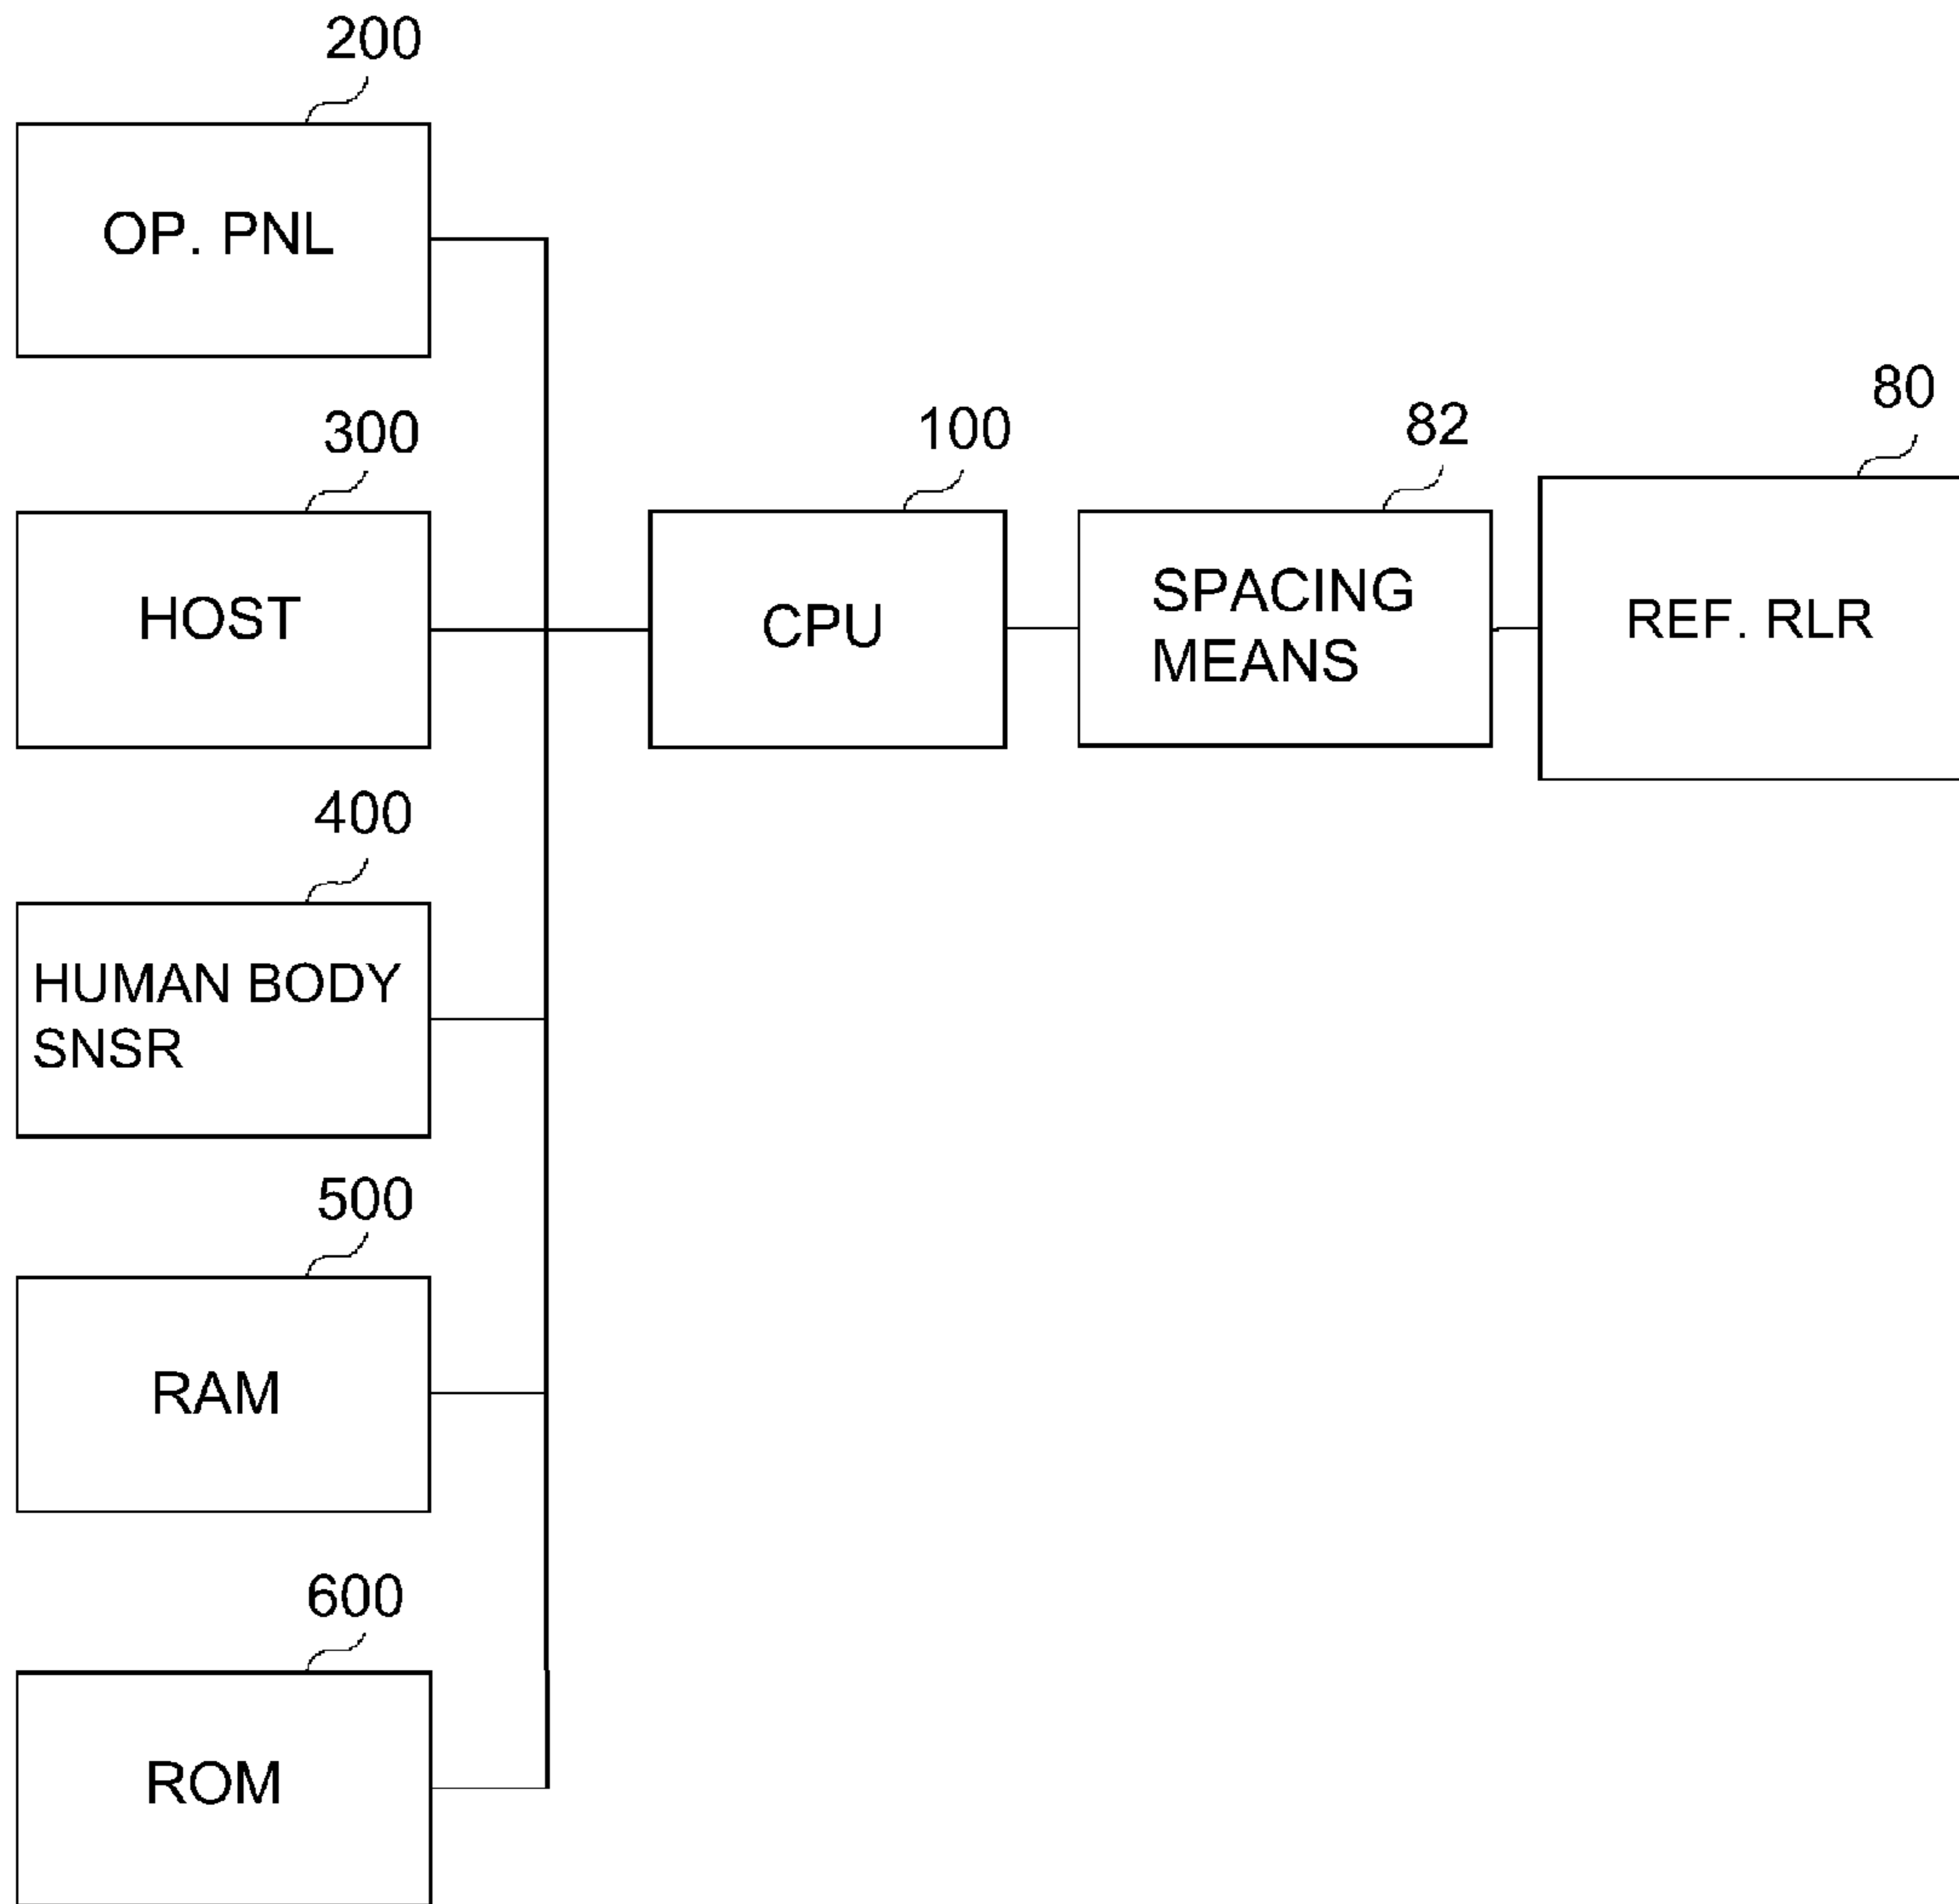 200
OP. PNL
300
HOST
400
HUMAN BODY
SNSR
500
RAM
600
ROM
100
CPU
82
SPACING
MEANS
80
REF. RLR